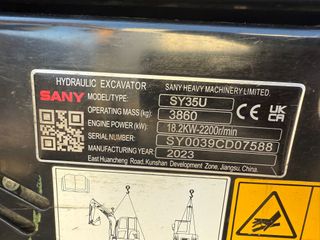 HYDRAULIC EXCAVATOR SANY HEAVY MACHINERY LIMITED.
SANY MODEL/TYPE: SY35U
OPERATING MASS (kg): 3860
ENGINE POWER (kW): 18.2KW-2200r/min
SERIAL NUMBER: SY0039CD07588
MANUFACTURING YEAR 2023
East Huancheng Road, Kunshan Development Zone, Jiangsu, China.
CE UK CA